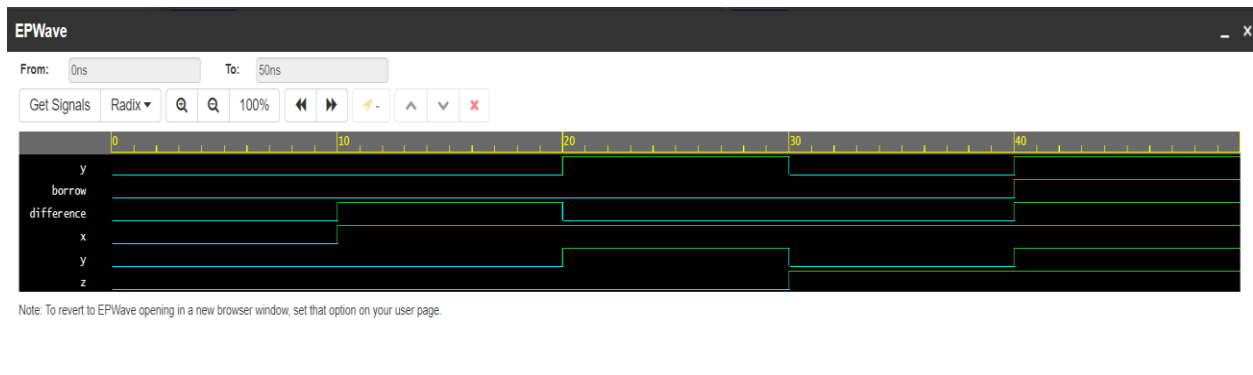 EPWave _ x
From: 0ns To: 50ns
Get Signals Radix 100% -
0 10 20 30 40
y
borrow
difference
x
y
z
Note: To revert to EPWave opening in a new browser window, set that option on your user page.